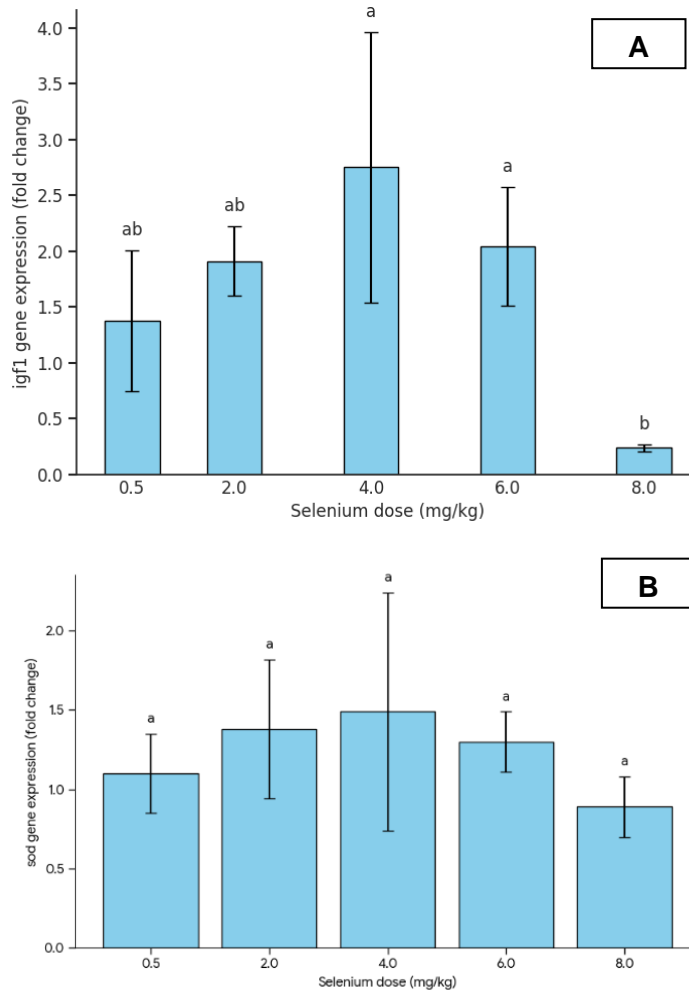 A
igf1 gene expression (fold change)
4.0
3.5
3.0
2.5
2.0
1.5
1.0
0.5
0.0
ab
ab
a
a
b
0.5 2.0 4.0 6.0 8.0
Selenium dose (mg/kg)
B
sod gene expression (fold change)
2.0
1.5
1.0
0.5
0.0
a
a
a
a
a
0.5 2.0 4.0 6.0 8.0
Selenium dose (mg/kg)